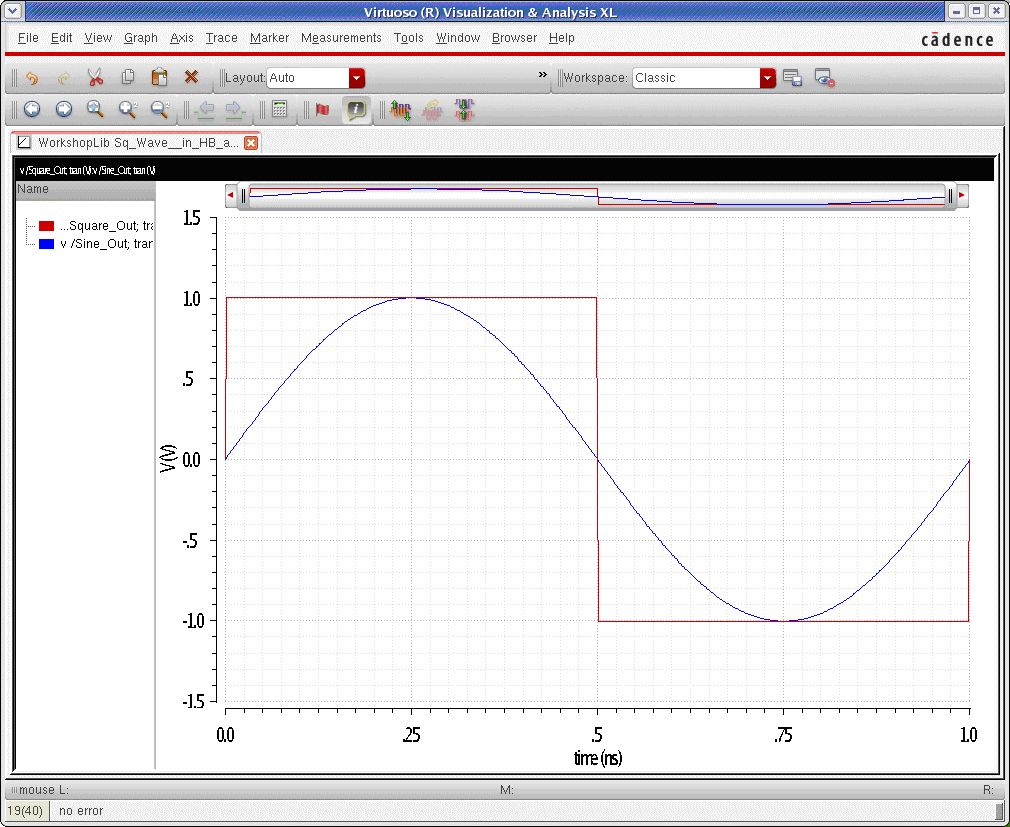 Virtuoso (R) Visualization & Analysis XL
File Edit View Graph Axis Trace Marker Measurements Tools Window Browser Help
cādence
Layout: Auto » Workspace: Classic
WorkshopLib Sq_Wave__in_HB_a...
v /Square_Out; tran (V):v /Sine_Out; tran (V)
Name
...Square_Out; tra
v /Sine_Out; tran
V (V)
1.5
1.0
.5
0.0
-.5
-1.0
-1.5
0.0 .25 .5 .75 1.0
time (ns)
mouse L: M: R:
19(40) no error